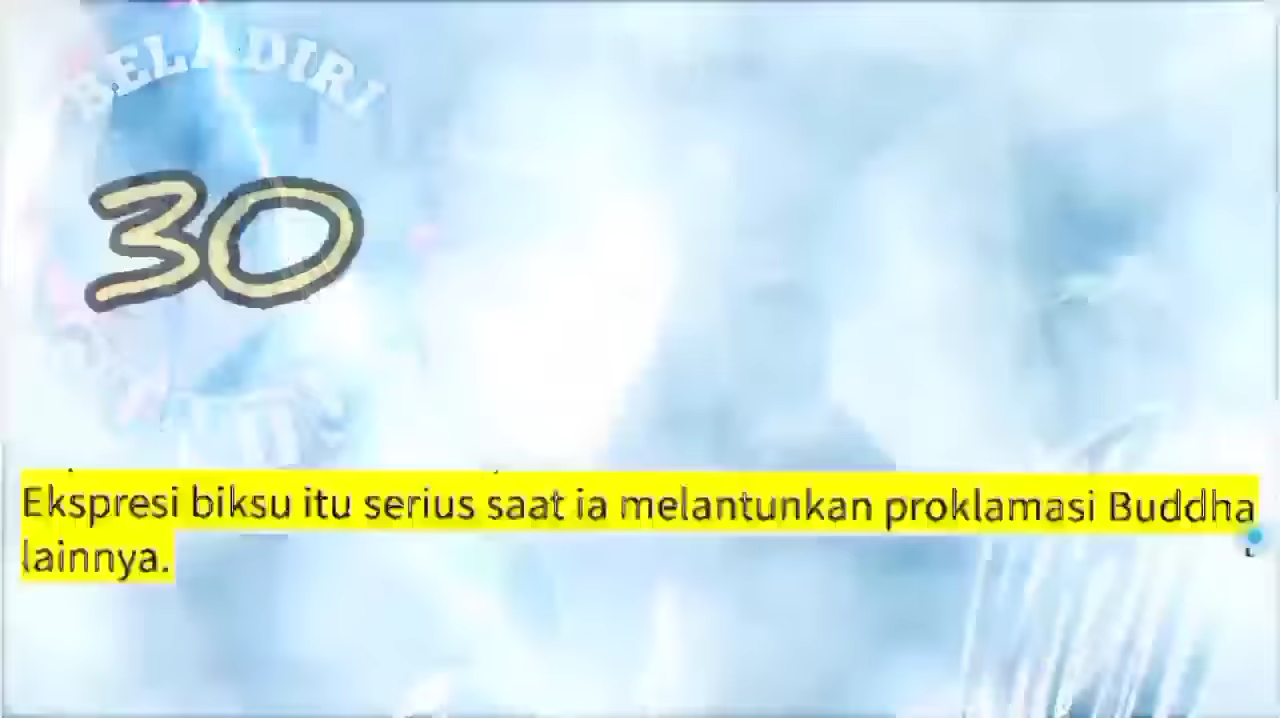 BELADIRI
30
Ekspresi biksu itu serius saat ia melantunkan proklamasi Buddha
lainnya.